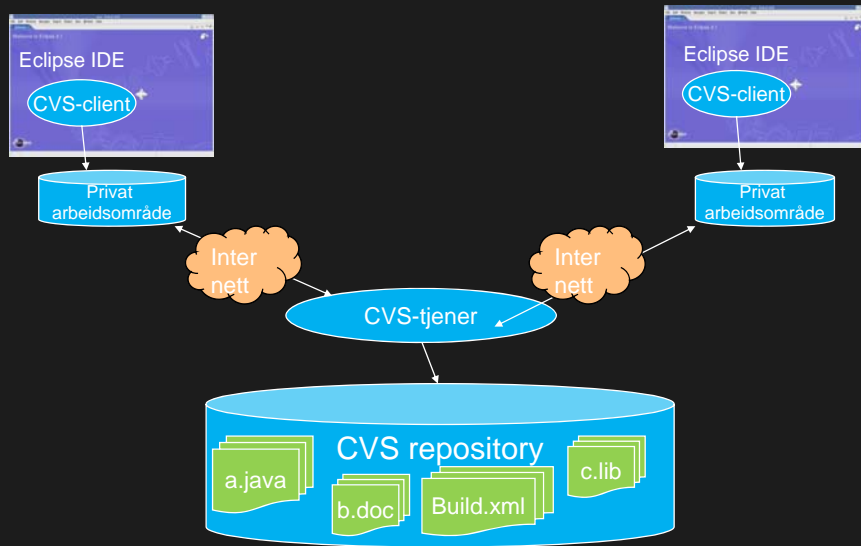 Eclipse IDE
CVS-client
Privat
arbeidsområde
Eclipse IDE
CVS-client
Privat
arbeidsområde
Inter
nett
Inter
nett
CVS-tjener
CVS repository
a.java
b.doc
Build.xml
c.lib